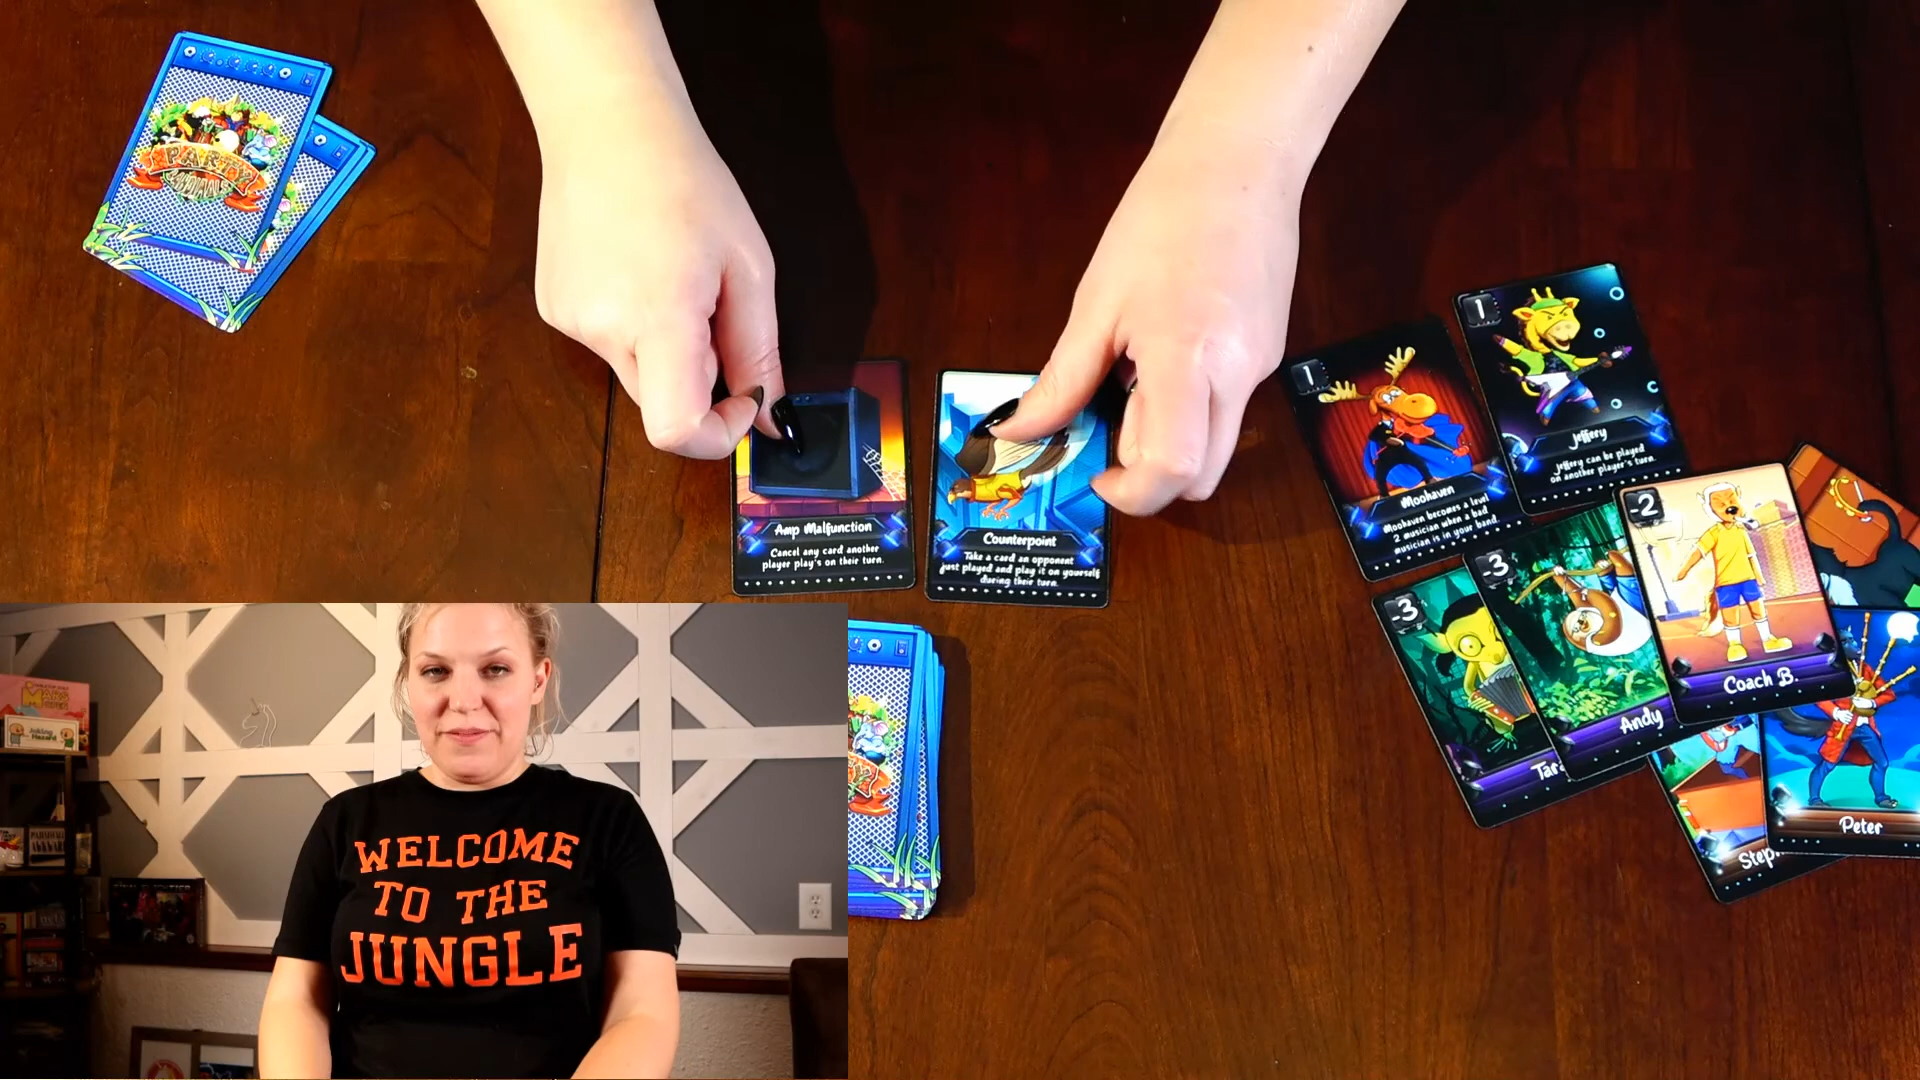 PARTY
1
Jeffery
Jeffery can be played
on another player's turn.
1
Moohaven
Moohaven becomes a level
2 musician when a bad
musician is in your band.
Amp Malfunction
Cancel any card another
player play's on their turn.
Counterpoint
Take a card an opponent
just played and play it on yourself
during their turn.
-2
Coach B.
-3
Andy
-3
Peter
WELCOME
TO THE
JUNGLE